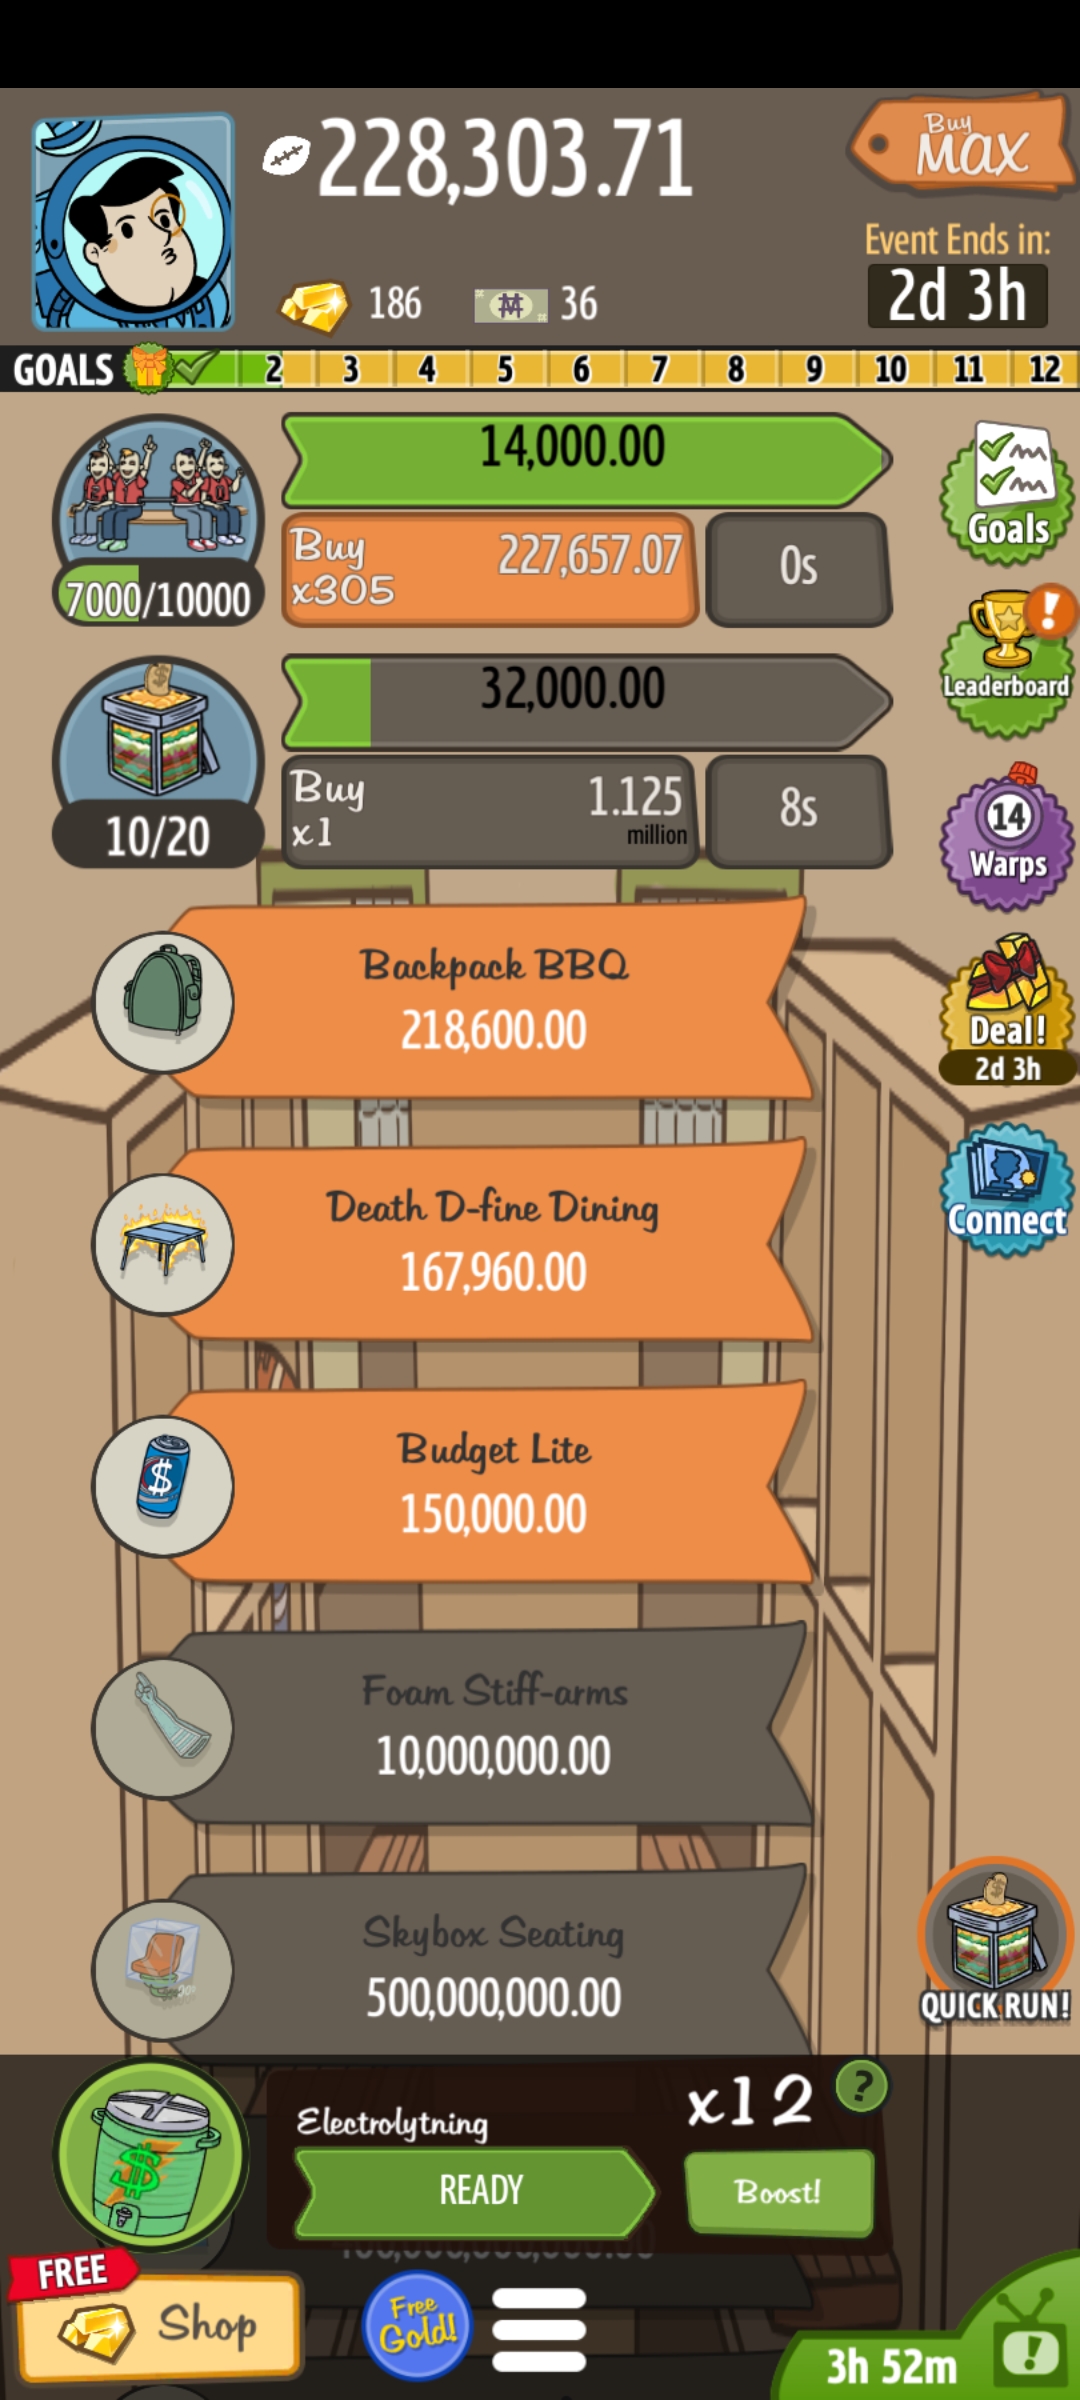 228,303.71
Buy
MAX
Event Ends in:
2d 3h
186
36
GOALS 2 3 4 5 6 7 8 9 10 11 12
14,000.00
Buy
x305
227,657.07
0s
7000/10000
Goals
Leaderboard
32,000.00
Buy
x1
1.125
million
8s
10/20
14
Warps
Backpack BBQ
218,600.00
Deal!
2d 3h
Death D-fine Dining
167,960.00
Connect
Budget Lite
150,000.00
Foam Stiff-arms
10,000,000.00
Skybox Seating
500,000,000.00
QUICK RUN!
Electrolytning
x12
?
READY
Boost!
FREE
Shop
Free
Gold!
3h 52m